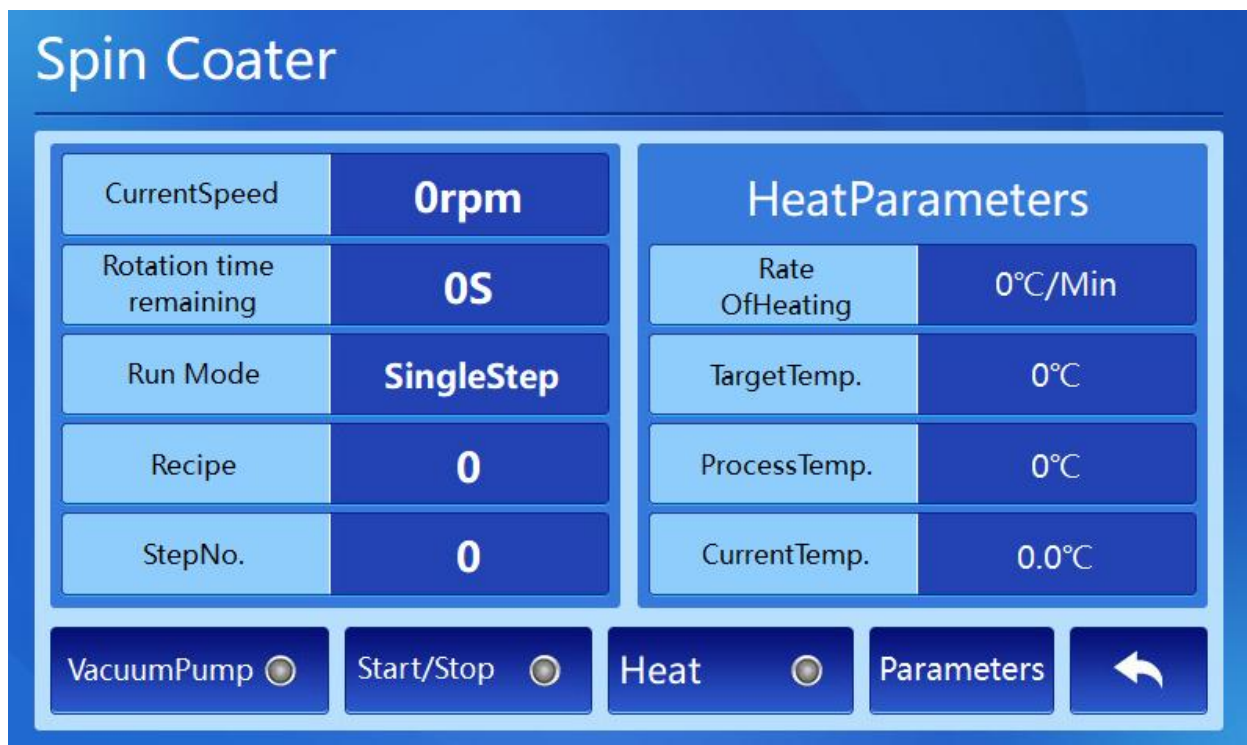 Spin Coater
CurrentSpeed
0rpm
Rotation time
remaining
0S
Run Mode
SingleStep
Recipe
0
StepNo.
0
HeatParameters
Rate
OfHeating
0℃/Min
TargetTemp.
0℃
ProcessTemp.
0℃
CurrentTemp.
0.0℃
VacuumPump
Start/Stop
Heat
Parameters